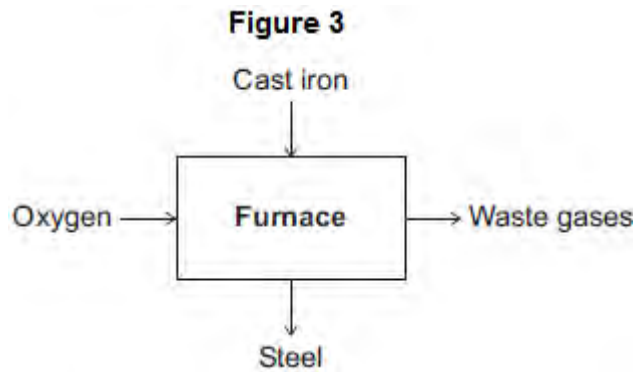 Figure 3
Cast iron
Oxygen
Furnace
Waste gases
Steel